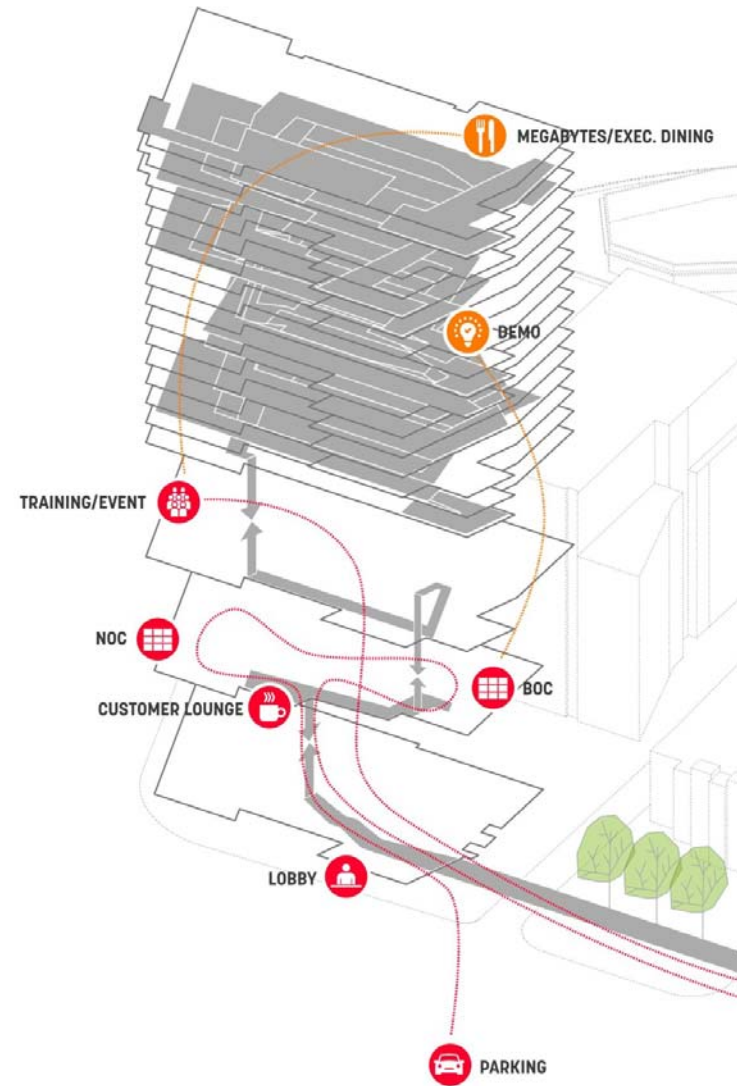 MEGABYTES/EXEC. DINING
DEMO
TRAINING/EVENT
NOC
BOC
CUSTOMER LOUNGE
LOBBY
PARKING